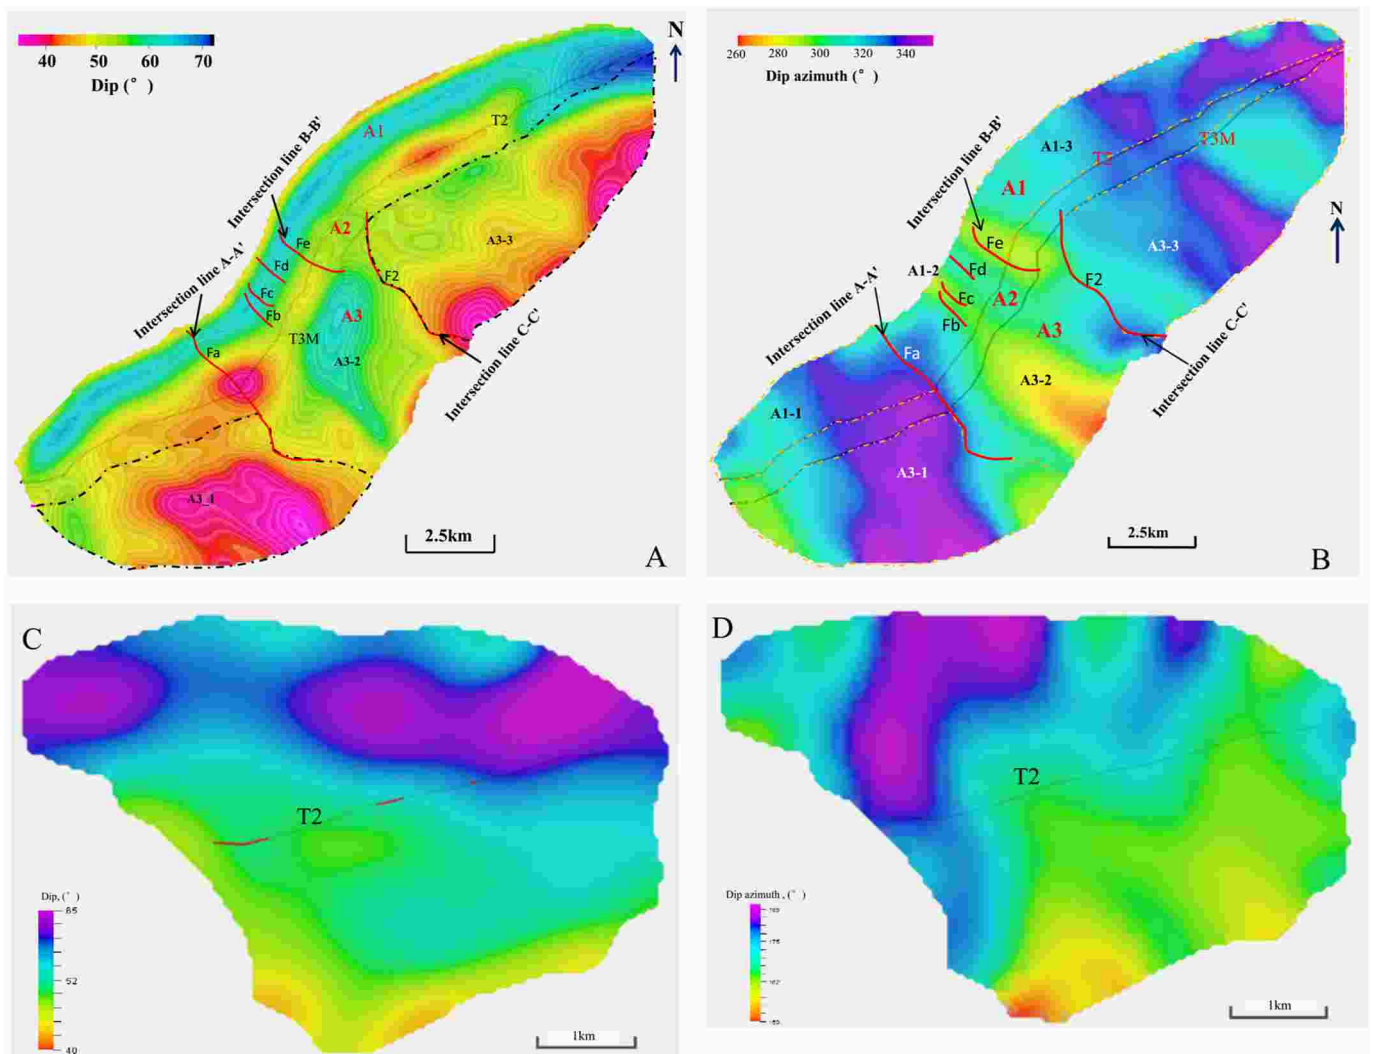 40 50 60 70
Dip (°)
N
A1
T2
Intersection line B-B'
A2
Fe
A3-3
Fd
F2
Intersection line A-A'
Fc
A3
Fb
T3M
Fa
A3-2
Intersection line C-C'
A3_1
2.5km
A
260 280 300 320 340
Dip azimuth (°)
A1-3
T2
T3M
Intersection line B-B'
A1
N
Fe
A3-3
A1-2
Fd
F2
Fc
A2
Intersection line A-A'
Fb
A3
Fa
A3-2
Intersection line C-C'
A1-1
A3-1
2.5km
B
C
T2
Dip, (°)
65
52
40
1km
D
T2
Dip azimuth , (°)
175
162
1km